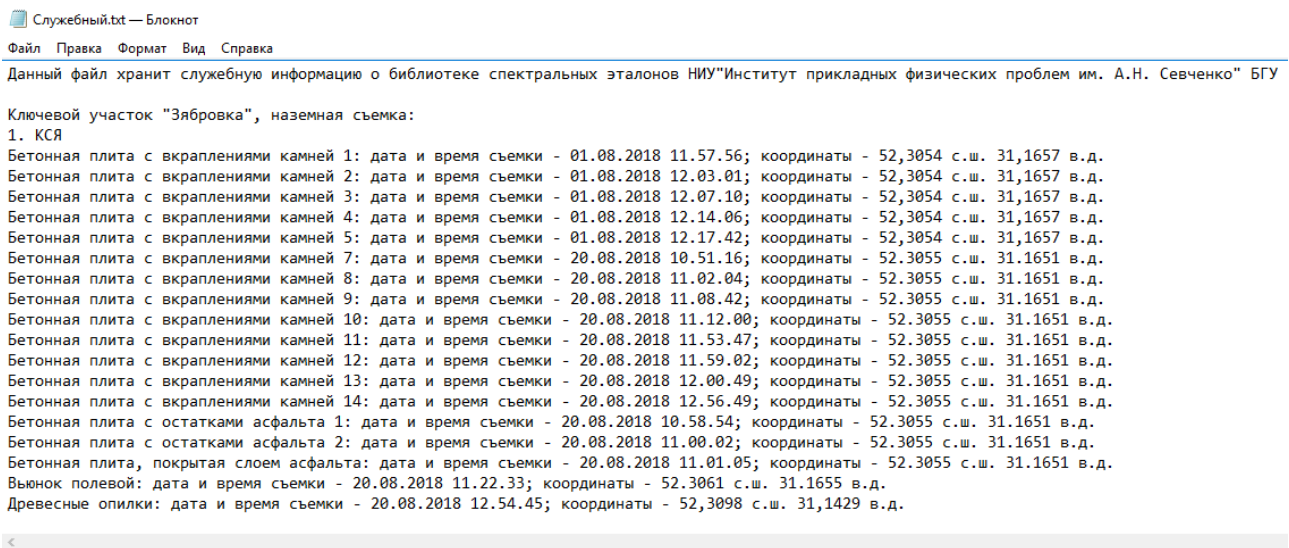 Служебный.txt — Блокнот
Файл Правка Формат Вид Справка
Данный файл хранит служебную информацию о библиотеке спектральных эталонов НИУ"Институт прикладных физических проблем им. А.Н. Севченко" БГУ
Ключевой участок "Зябровка", наземная съемка:
1. КСЯ
Бетонная плита с вкраплениями камней 1: дата и время съемки - 01.08.2018 11.57.56; координаты - 52,3054 с.ш. 31,1657 в.д.
Бетонная плита с вкраплениями камней 2: дата и время съемки - 01.08.2018 12.03.01; координаты - 52,3054 с.ш. 31,1657 в.д.
Бетонная плита с вкраплениями камней 3: дата и время съемки - 01.08.2018 12.07.10; координаты - 52,3054 с.ш. 31,1657 в.д.
Бетонная плита с вкраплениями камней 4: дата и время съемки - 01.08.2018 12.14.06; координаты - 52,3054 с.ш. 31,1657 в.д.
Бетонная плита с вкраплениями камней 5: дата и время съемки - 01.08.2018 12.17.42; координаты - 52,3054 с.ш. 31,1657 в.д.
Бетонная плита с вкраплениями камней 7: дата и время съемки - 20.08.2018 10.51.16; координаты - 52.3055 с.ш. 31.1651 в.д.
Бетонная плита с вкраплениями камней 8: дата и время съемки - 20.08.2018 11.02.04; координаты - 52.3055 с.ш. 31.1651 в.д.
Бетонная плита с вкраплениями камней 9: дата и время съемки - 20.08.2018 11.08.42; координаты - 52.3055 с.ш. 31.1651 в.д.
Бетонная плита с вкраплениями камней 10: дата и время съемки - 20.08.2018 11.12.00; координаты - 52.3055 с.ш. 31.1651 в.д.
Бетонная плита с вкраплениями камней 11: дата и время съемки - 20.08.2018 11.53.47; координаты - 52.3055 с.ш. 31.1651 в.д.
Бетонная плита с вкраплениями камней 12: дата и время съемки - 20.08.2018 11.59.02; координаты - 52.3055 с.ш. 31.1651 в.д.
Бетонная плита с вкраплениями камней 13: дата и время съемки - 20.08.2018 12.00.49; координаты - 52.3055 с.ш. 31.1651 в.д.
Бетонная плита с вкраплениями камней 14: дата и время съемки - 20.08.2018 12.56.49; координаты - 52.3055 с.ш. 31.1651 в.д.
Бетонная плита с остатками асфальта 1: дата и время съемки - 20.08.2018 10.58.54; координаты - 52.3055 с.ш. 31.1651 в.д.
Бетонная плита с остатками асфальта 2: дата и время съемки - 20.08.2018 11.00.02; координаты - 52.3055 с.ш. 31.1651 в.д.
Бетонная плита, покрытая слоем асфальта: дата и время съемки - 20.08.2018 11.01.05; координаты - 52.3055 с.ш. 31.1651 в.д.
Вьюнок полевой: дата и время съемки - 20.08.2018 11.22.33; координаты - 52.3061 с.ш. 31.1655 в.д.
Древесные опилки: дата и время съемки - 20.08.2018 12.54.45; координаты - 52,3098 с.ш. 31,1429 в.д.